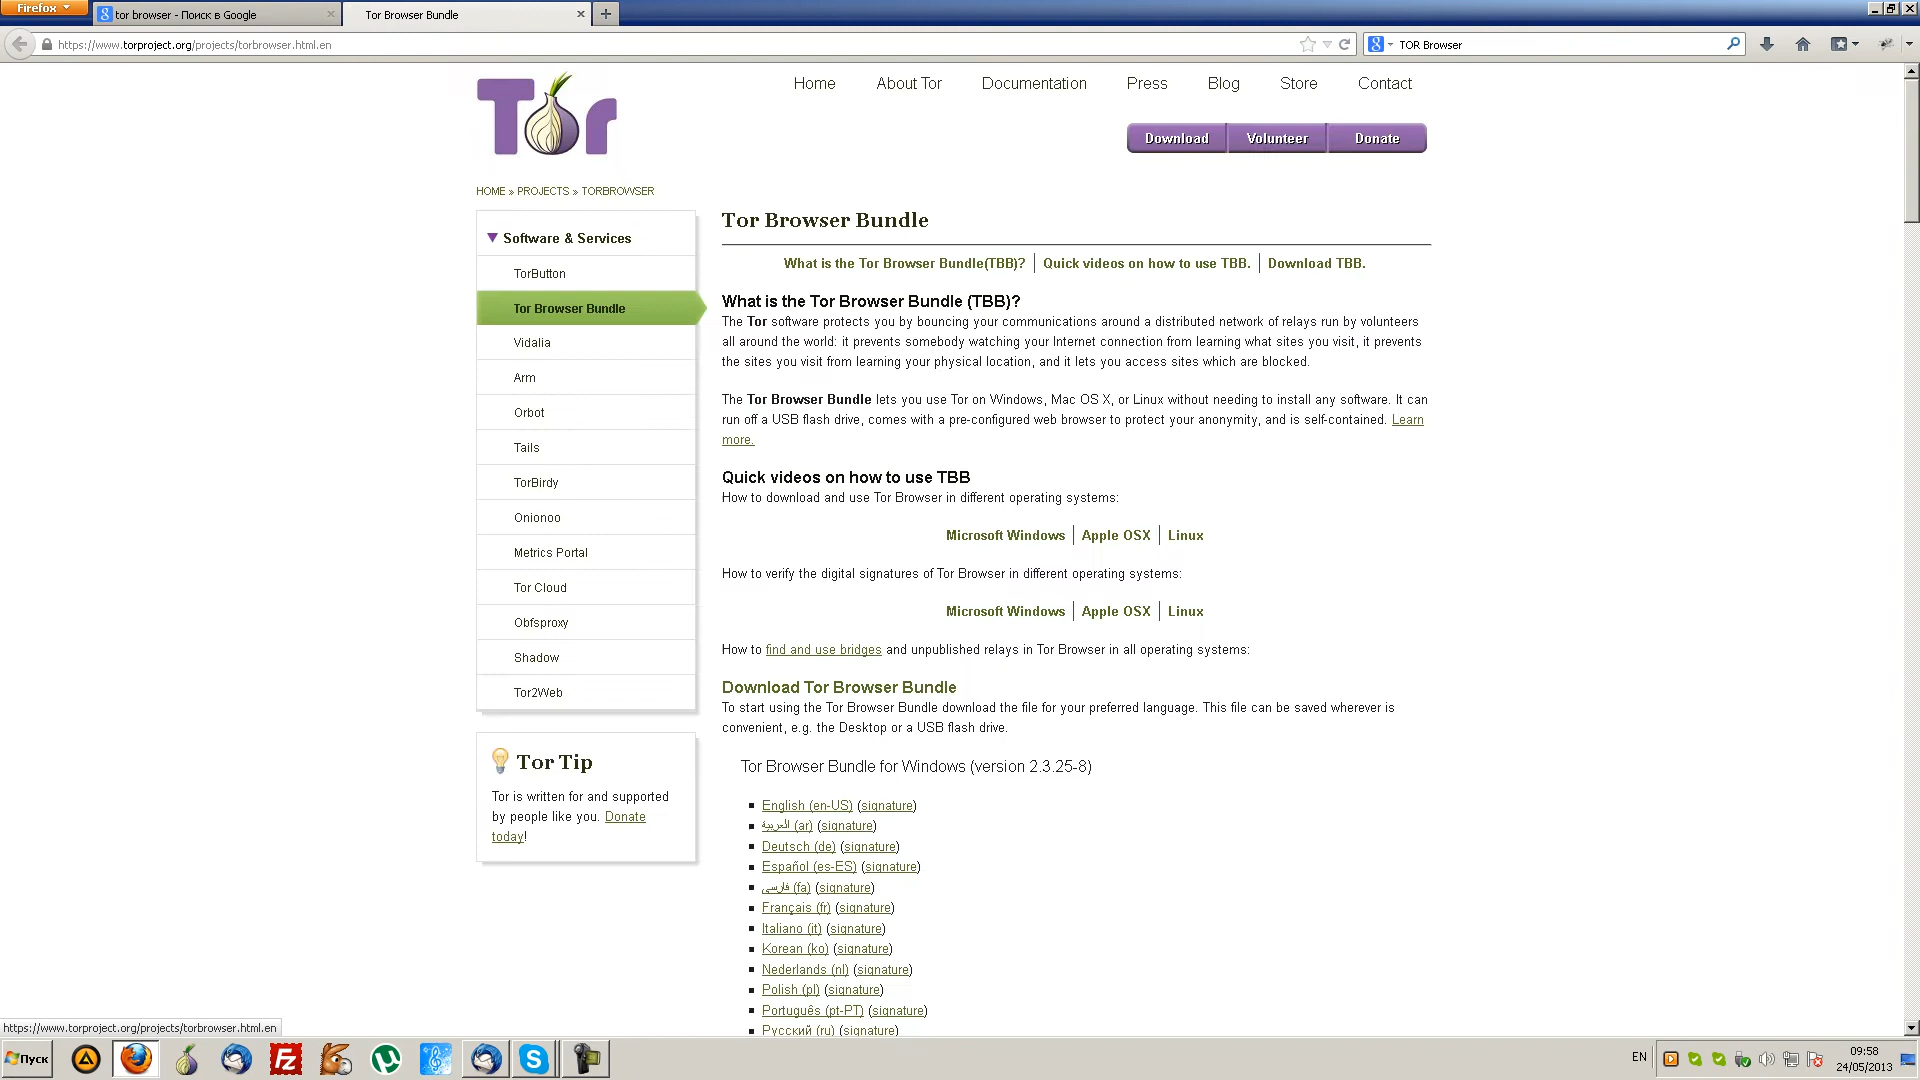 Firefox
tor browser - Поиск в Google
Tor Browser Bundle
https://www.torproject.org/projects/torbrowser.html.en
TOR Browser
Tor
Home
About Tor
Documentation
Press
Blog
Store
Contact
Download
Volunteer
Donate
HOME » PROJECTS » TORBROWSER
Software & Services
TorButton
Tor Browser Bundle
Vidalia
Arm
Orbot
Tails
TorBirdy
Onionoo
Metrics Portal
Tor Cloud
Obfsproxy
Shadow
Tor2Web
Tor Tip
Tor is written for and supported
by people like you. Donate
today!
Tor Browser Bundle
What is the Tor Browser Bundle(TBB)?
Quick videos on how to use TBB.
Download TBB.
What is the Tor Browser Bundle (TBB)?
The Tor software protects you by bouncing your communications around a distributed network of relays run by volunteers
all around the world: it prevents somebody watching your Internet connection from learning what sites you visit, it prevents
the sites you visit from learning your physical location, and it lets you access sites which are blocked.
The Tor Browser Bundle lets you use Tor on Windows, Mac OS X, or Linux without needing to install any software. It can
run off a USB flash drive, comes with a pre-configured web browser to protect your anonymity, and is self-contained. Learn
more.
Quick videos on how to use TBB
How to download and use Tor Browser in different operating systems:
Microsoft Windows
Apple OSX
Linux
How to verify the digital signatures of Tor Browser in different operating systems:
Microsoft Windows
Apple OSX
Linux
How to find and use bridges and unpublished relays in Tor Browser in all operating systems:
Download Tor Browser Bundle
To start using the Tor Browser Bundle download the file for your preferred language. This file can be saved wherever is
convenient, e.g. the Desktop or a USB flash drive.
Tor Browser Bundle for Windows (version 2.3.25-8)
English (en-US) (signature)
العربية (ar) (signature)
Deutsch (de) (signature)
Español (es-ES) (signature)
فارسی (fa) (signature)
Français (fr) (signature)
Italiano (it) (signature)
Korean (ko) (signature)
Nederlands (nl) (signature)
Polish (pl) (signature)
Português (pt-PT) (signature)
Русский (ru) (signature)
https://www.torproject.org/projects/torbrowser.html.en
Пуск
EN
09:58
24/05/2013